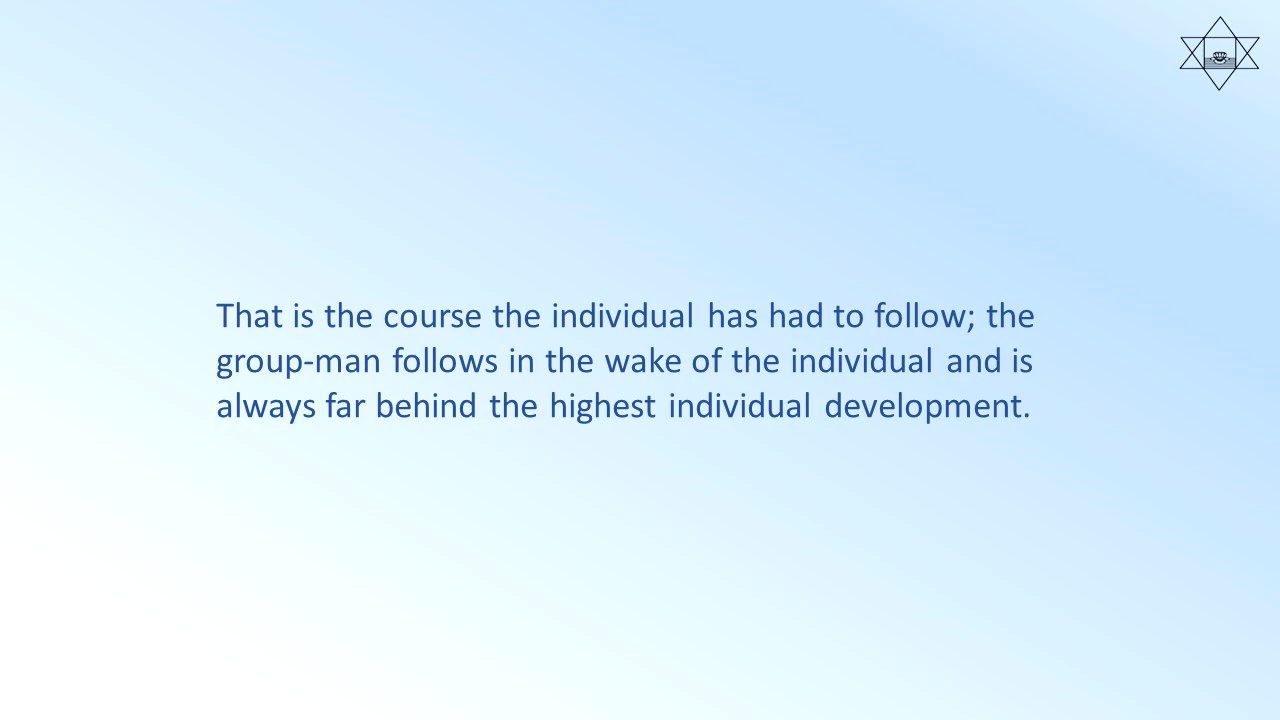 That is the course the individual has had to follow; the
group-man follows in the wake of the individual and is
always far behind the highest individual development.